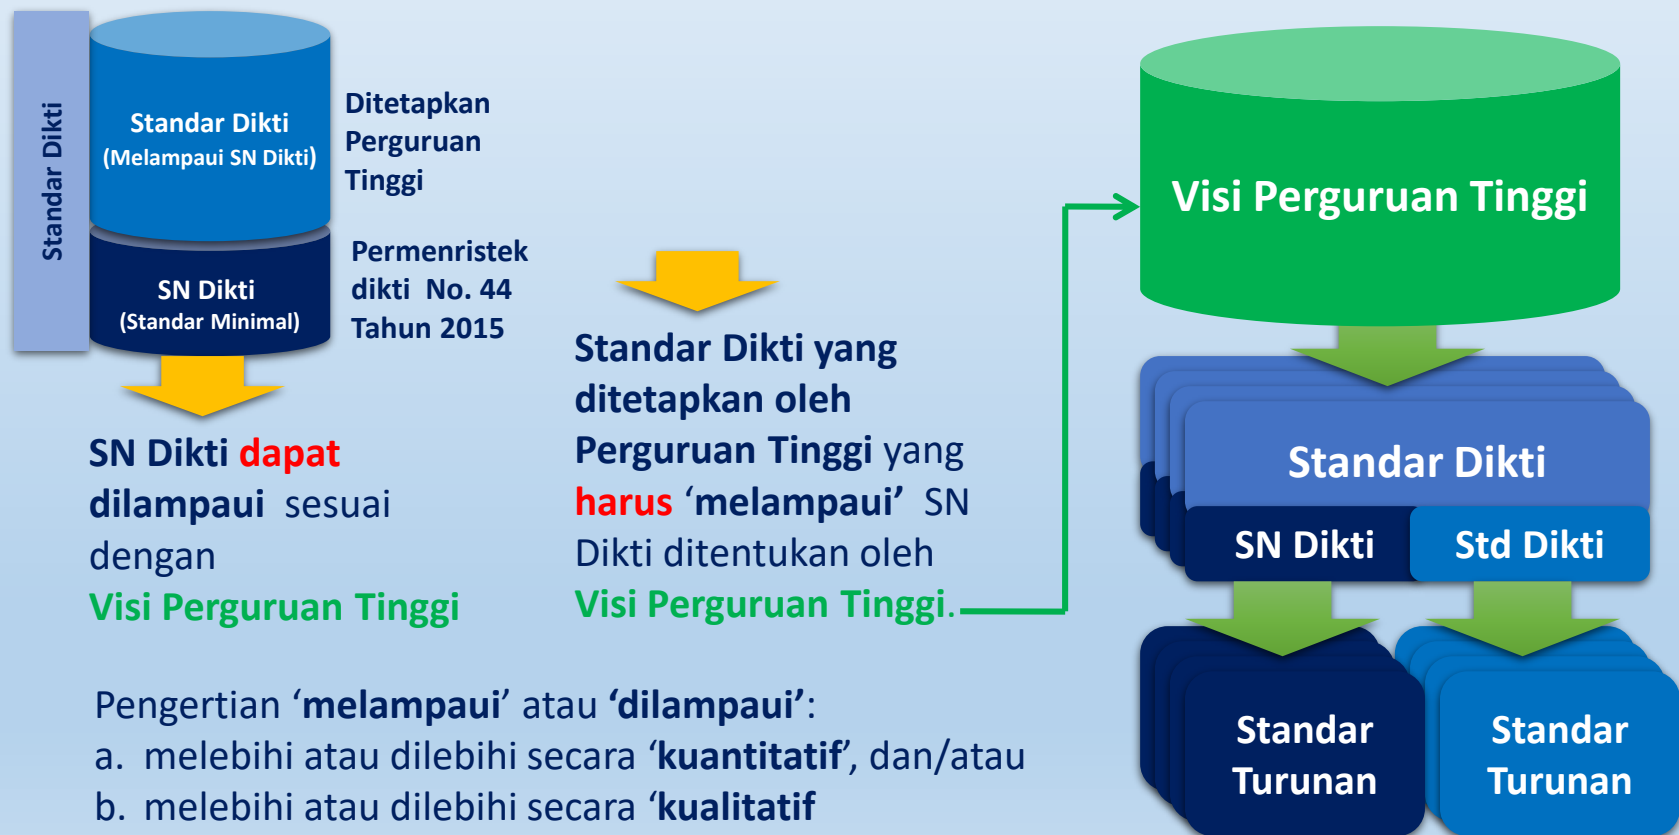 Standar Dikti
Standar Dikti
(Melampaui SN Dikti)
SN Dikti
(Standar Minimal)
Ditetapkan
Perguruan
Tinggi
Permenristek
dikti No. 44
Tahun 2015
SN Dikti dapat
dilampaui sesuai
dengan
Visi Perguruan Tinggi
Standar Dikti yang
ditetapkan oleh
Perguruan Tinggi yang
harus ‘melampaui’ SN
Dikti ditentukan oleh
Visi Perguruan Tinggi.
Pengertian ‘melampaui’ atau ‘dilampaui’:
a. melebihi atau dilebihi secara ‘kuantitatif’, dan/atau
b. melebihi atau dilebihi secara ‘kualitatif
Visi Perguruan Tinggi
Standar Dikti
SN Dikti
Std Dikti
Standar
Turunan
Standar
Turunan